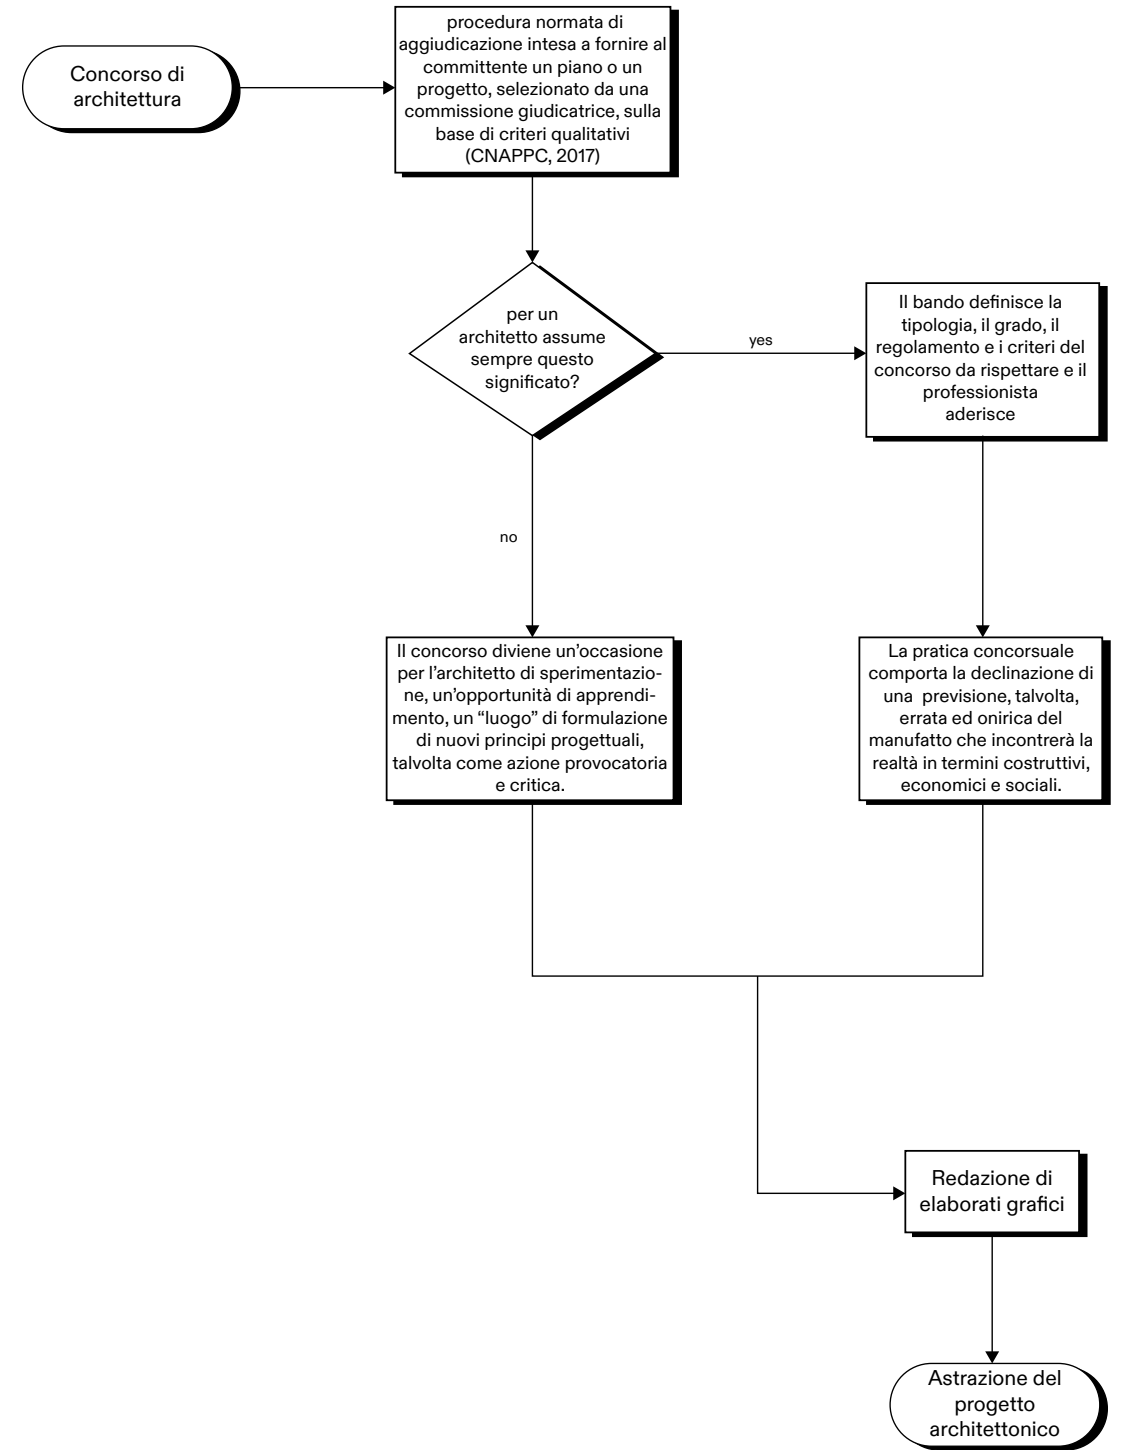 Concorso di
architettura
procedura normata di
aggiudicazione intesa a fornire al
committente un piano o un
progetto, selezionato da una
commissione giudicatrice, sulla
base di criteri qualitativi
(CNAPPC, 2017)
per un
architetto assume
sempre questo
significato?
yes
Il bando definisce la
tipologia, il grado, il
regolamento e i criteri del
concorso da rispettare e il
professionista
aderisce
no
Il concorso diviene un’occasione
per l’architetto di sperimentazio-
ne, un’opportunità di apprendi-
mento, un “luogo” di formulazione
di nuovi principi progettuali,
talvolta come azione provocatoria
e critica.
La pratica concorsuale
comporta la declinazione di
una previsione, talvolta,
errata ed onirica del
manufatto che incontrerà la
realtà in termini costruttivi,
economici e sociali.
Redazione di
elaborati grafici
Astrazione del
progetto
architettonico